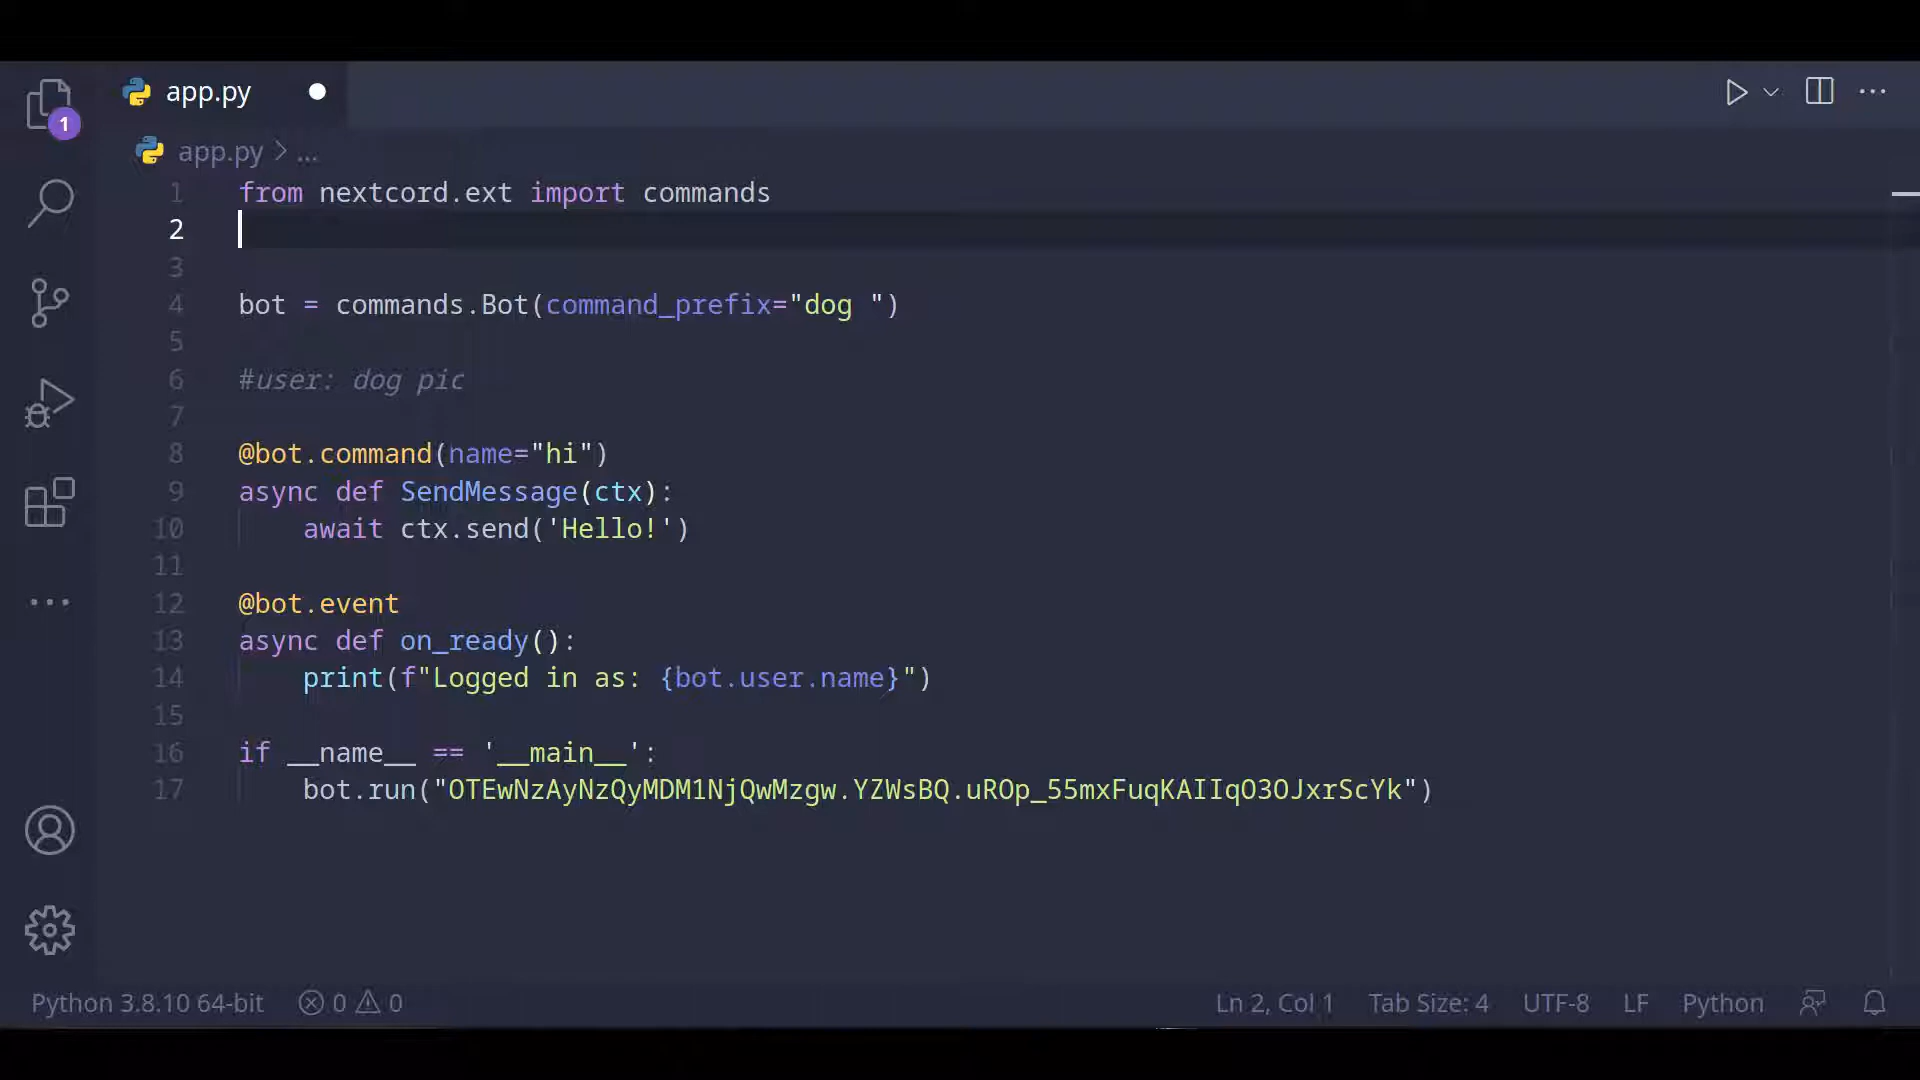 app.py
1
app.py > ...
1 from nextcord.ext import commands
2
3
4 bot = commands.Bot(command_prefix="dog ")
5
6 #user: dog pic
7
8 @bot.command(name="hi")
9 async def SendMessage(ctx):
10     await ctx.send('Hello!')
11
12 @bot.event
13 async def on_ready():
14     print(f"Logged in as: {bot.user.name}")
15
16 if __name__ == '__main__':
17     bot.run("OTEwNzAyNzQyMDM1NjQwMzgw.YZWsBQ.uROp_55mxFuqKAIIqO3OJxrScYk")
Python 3.8.10 64-bit 0 0 Ln 2, Col 1 Tab Size: 4 UTF-8 LF Python